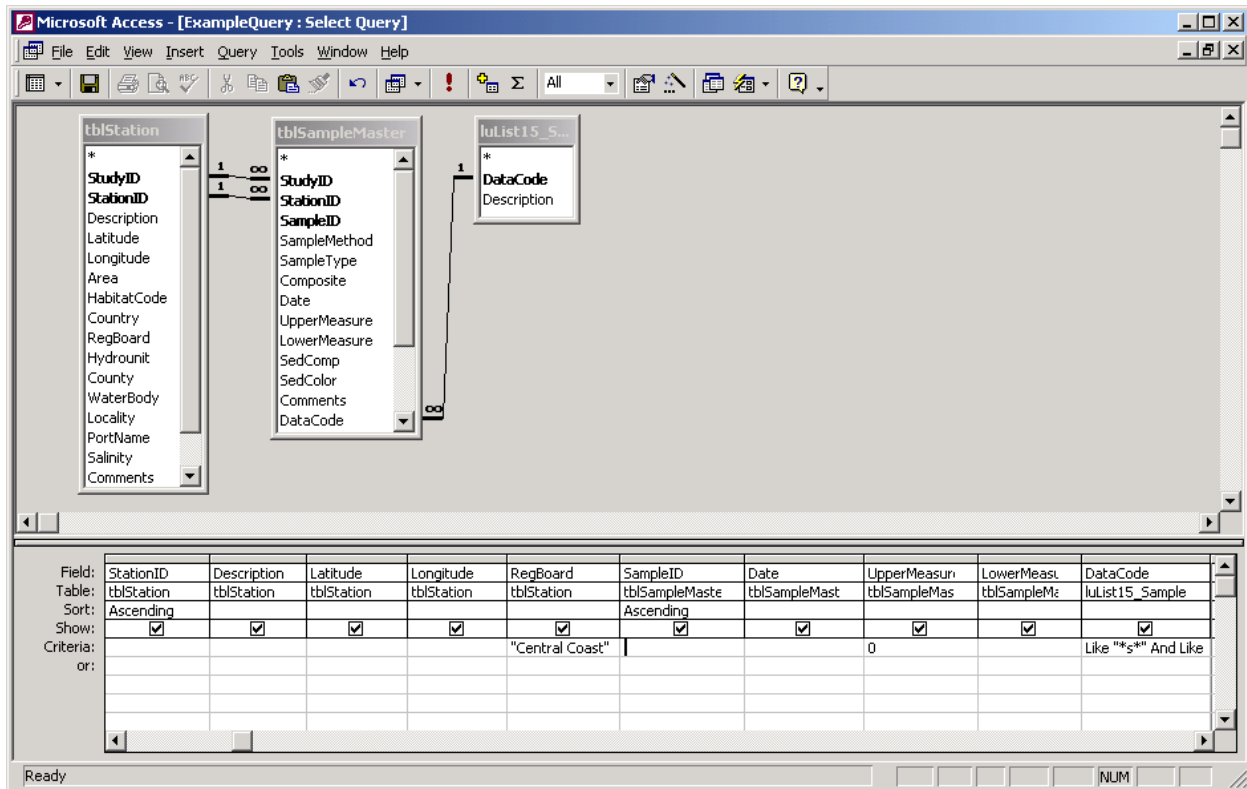 Microsoft Access - [ExampleQuery : Select Query]
File Edit View Insert Query Tools Window Help
ABC Σ All
tblStation
*
StudyID
StationID
Description
Latitude
Longitude
Area
HabitatCode
Country
RegBoard
Hydrounit
County
WaterBody
Locality
PortName
Salinity
Comments
1 ∞
1 ∞
tblSampleMaster
*
StudyID
StationID
SampleID
SampleMethod
SampleType
Composite
Date
UpperMeasure
LowerMeasure
SedComp
SedColor
Comments
DataCode
∞
1
luList15_S...
*
DataCode
Description
Field: StationID Description Latitude Longitude RegBoard SampleID Date UpperMeasur LowerMeasu DataCode
Table: tblStation tblStation tblStation tblStation tblStation tblSampleMaste tblSampleMast tblSampleMas tblSampleMa luList15_Sample
Sort: Ascending Ascending
Show:
Criteria: "Central Coast" 0 Like "*s*" And Like
or:
Ready NUM